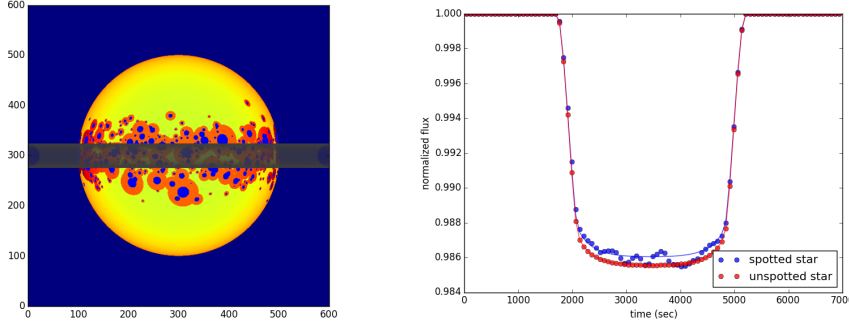 600
500
400
300
200
100
0
0 100 200 300 400 500 600
1.000
0.998
0.996
0.994
0.992
0.990
0.988
0.986
0.984
normalized flux
spotted star
unspotted star
0 1000 2000 3000 4000 5000 6000 7000
time (sec)